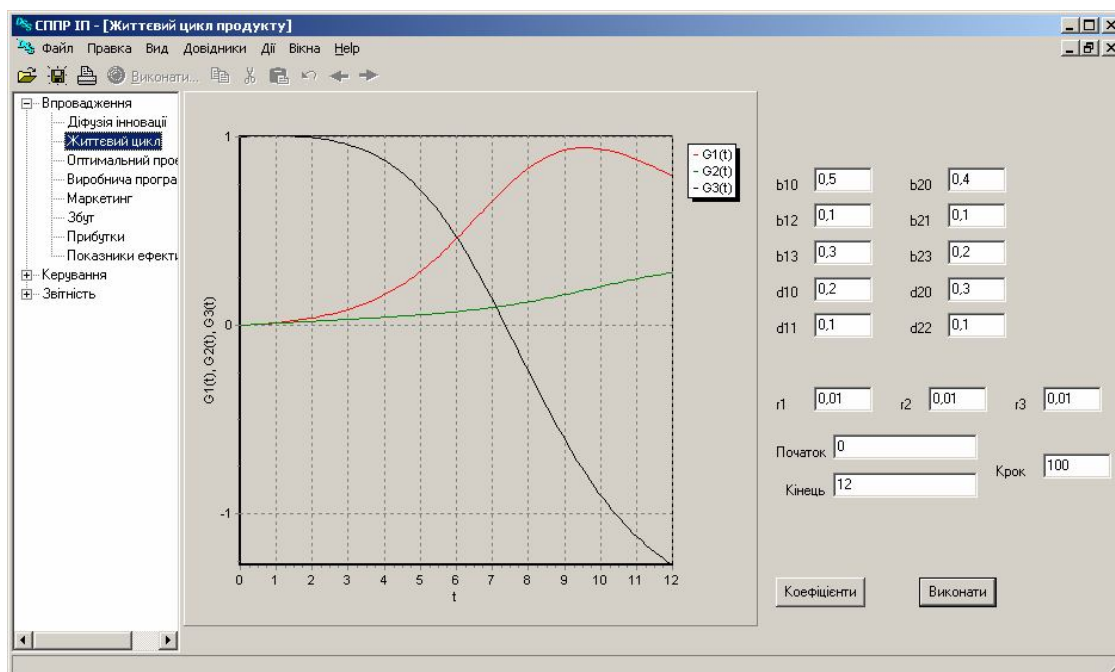 СППР ІП - [Життєвий цикл продукту]
Файл Правка Вид Довідники Дії Вікна Help
Виконати...
Впровадження
Діфузія інновації
Життєвий цикл
Оптимальний прое
Виробнича програ
Маркетинг
Збут
Прибутки
Показники ефекти
Керування
Звітність
1
0
-1
G1(t), G2(t), G3(t)
0 1 2 3 4 5 6 7 8 9 10 11 12
t
G1(t)
G2(t)
G3(t)
b10 0,5 b20 0,4
b12 0,1 b21 0,1
b13 0,3 b23 0,2
d10 0,2 d20 0,3
d11 0,1 d22 0,1
r1 0,01 r2 0,01 r3 0,01
Початок 0
Кінець 12
Крок 100
Коефіцієнти Виконати